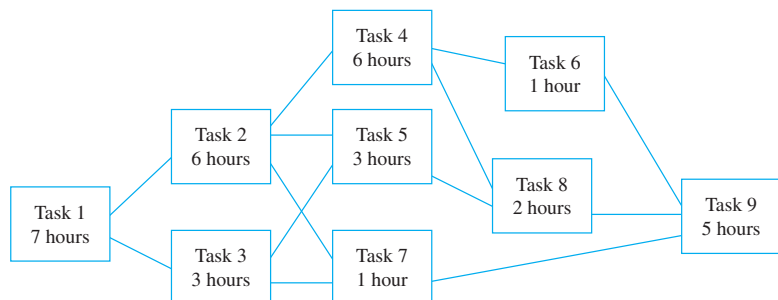 Task 1
7 hours
Task 2
6 hours
Task 3
3 hours
Task 4
6 hours
Task 5
3 hours
Task 7
1 hour
Task 6
1 hour
Task 8
2 hours
Task 9
5 hours